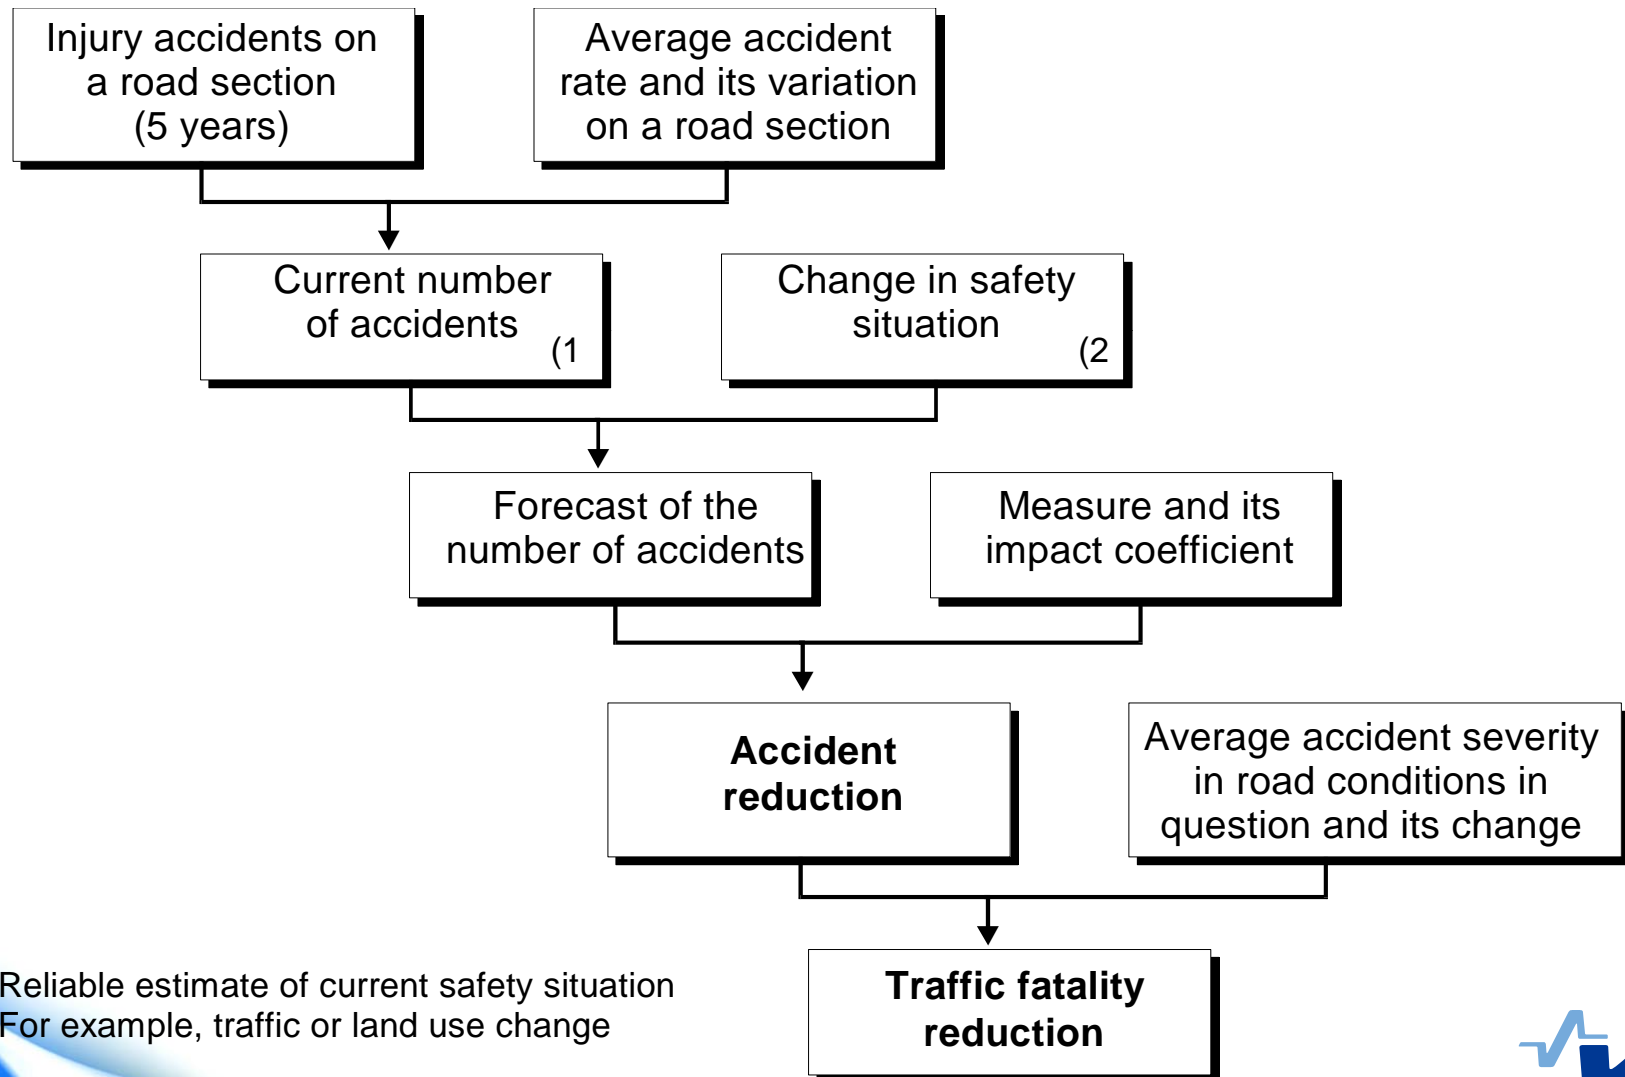 Injury accidents on
a road section
(5 years)
Average accident
rate and its variation
on a road section
Current number
of accidents
(1
Change in safety
situation
(2
Forecast of the
number of accidents
Measure and its
impact coefficient
Accident
reduction
Average accident severity
in road conditions in
question and its change
Traffic fatality
reduction
Reliable estimate of current safety situation
For example, traffic or land use change